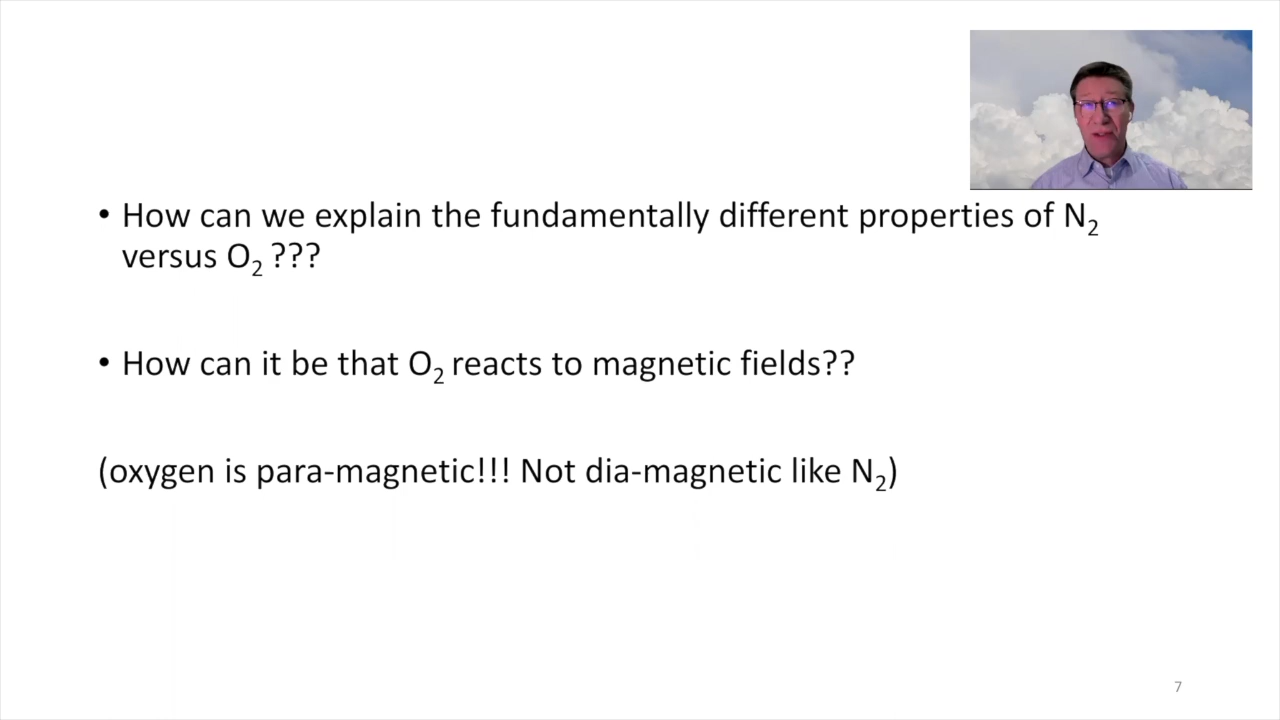 • How can we explain the fundamentally different properties of N₂
versus O₂ ???
• How can it be that O₂ reacts to magnetic fields??
(oxygen is para-magnetic!!! Not dia-magnetic like N₂)
7